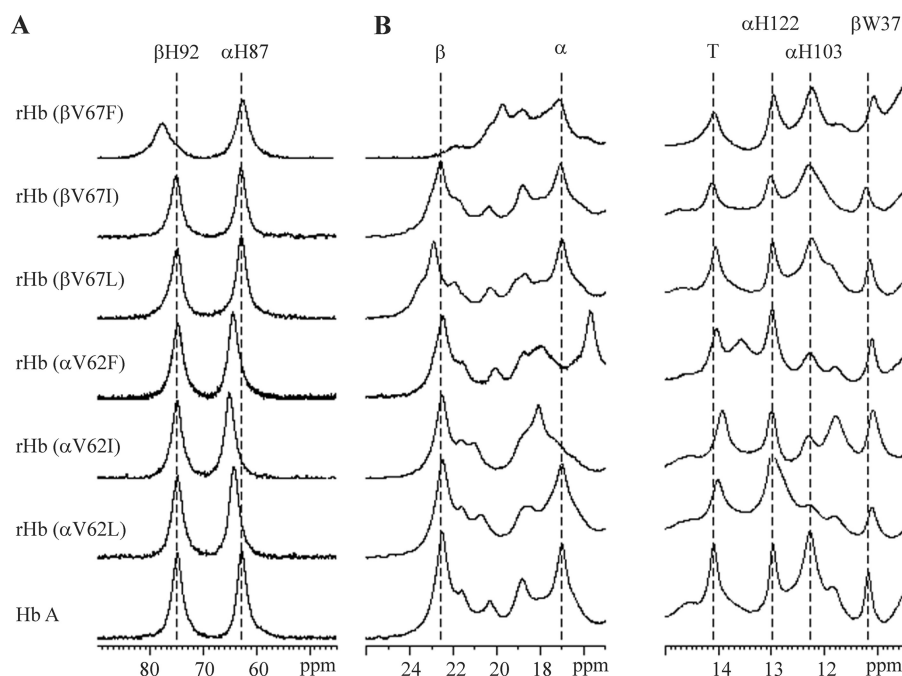 A
B
αH122
βW37
βH92
αH87
β
α
T
αH103
rHb (βV67F)
rHb (βV67I)
rHb (βV67L)
rHb (αV62F)
rHb (αV62I)
rHb (αV62L)
Hb A
80 70 60 ppm
24 22 20 18 ppm
14 13 12 ppm